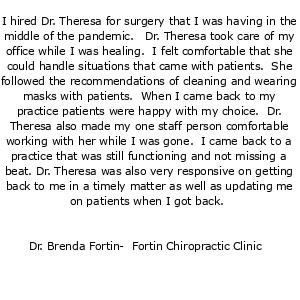 I hired Dr. Theresa for surgery that I was having in the
middle of the pandemic.   Dr. Theresa took care of my
office while I was healing.  I felt comfortable that she
could handle situations that came with patients.  She
followed the recommendations of cleaning and wearing
masks with patients.  When I came back to my
practice patients were happy with my choice.  Dr.
Theresa also made my one staff person comfortable
working with her while I was gone.  I came back to a
practice that was still functioning and not missing a
beat. Dr. Theresa was also very responsive on getting
back to me in a timely matter as well as updating me
on patients when I got back.
Dr. Brenda Fortin-  Fortin Chiropractic Clinic